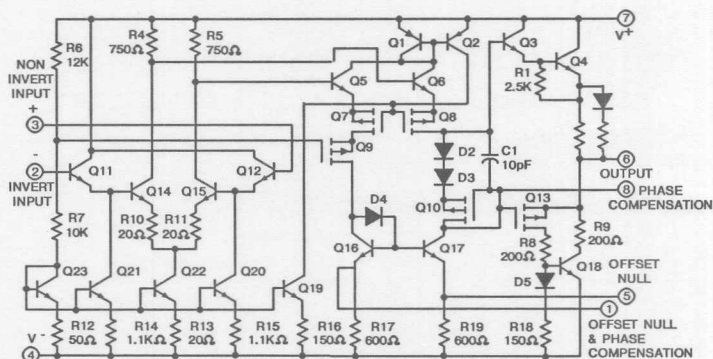 R4
750Ω
R5
750Ω
Q1
Q2
Q3
7
V+
R6
12K
Q4
NON
INVERT
INPUT
+
3
Q5
Q6
R1
2.5K
Q7
Q8
Q9
-
2
INVERT
INPUT
Q11
Q12
Q14
Q15
D2
D3
C1
10pF
6
OUTPUT
8 PHASE
COMPENSATION
Q10
Q13
R7
10K
R10
20Ω
R11
20Ω
D4
R8
200Ω
R9
200Ω
Q16
Q17
Q18
Q23
Q21
Q22
Q20
Q19
D5
OFFSET
NULL
5
1
OFFSET NULL
& PHASE
COMPENSATION
V-
4
R12
50Ω
R14
1.1KΩ
R13
20Ω
R15
1.1KΩ
R16
150Ω
R17
600Ω
R19
600Ω
R18
150Ω